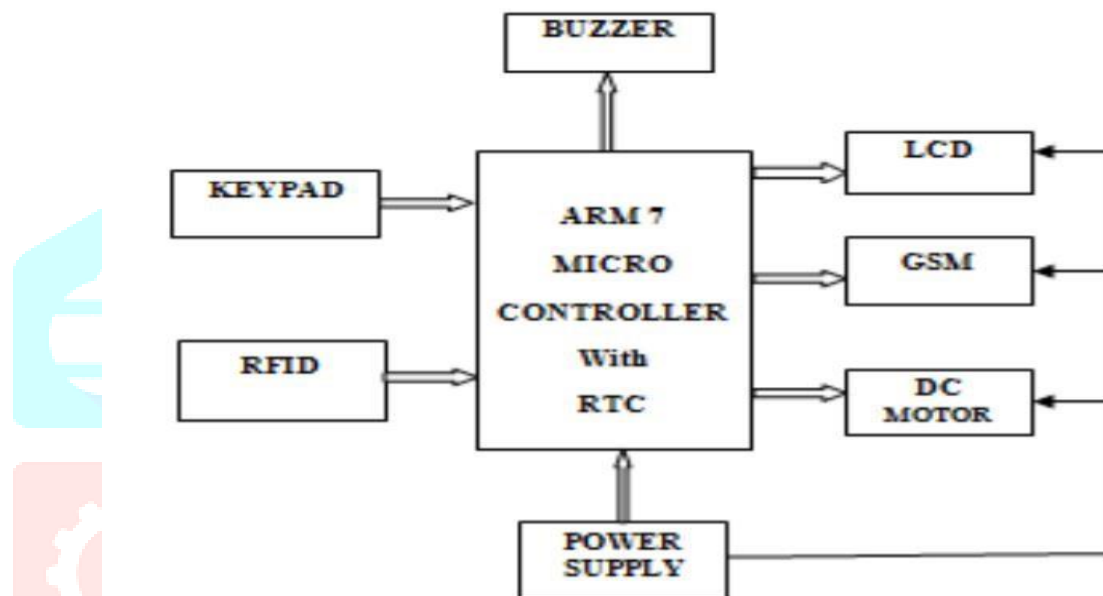 BUZZER
LCD
KEYPAD
ARM 7
MICRO
CONTROLLER
With
RTC
GSM
RFID
DC
MOTOR
POWER
SUPPLY